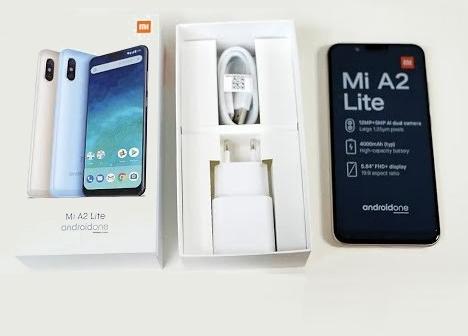 mi
Mi A2 Lite
androidone
mi
Mi A2
Lite
12MP+5MP AI dual camera
Large 1.25μm pixels
4000mAh (typ)
High-capacity battery
5.84" FHD+ display
19:9 aspect ratio
androidone